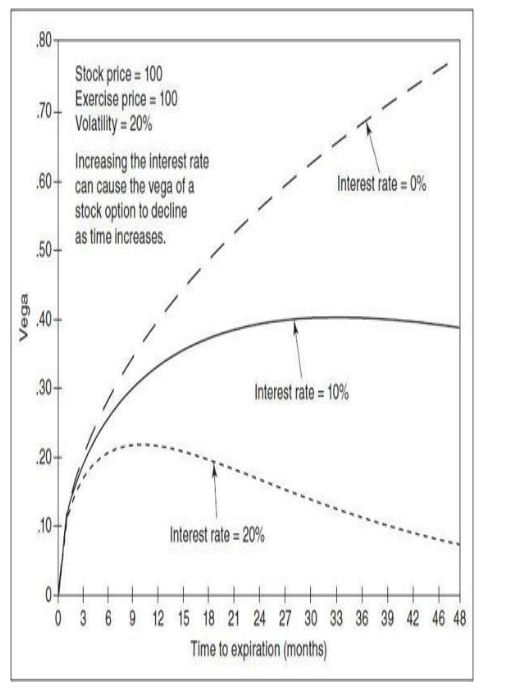 .80
Stock price = 100
Exercise price = 100
Volatility = 20%
.70
Increasing the interest rate
can cause the vega of a
stock option to decline
as time increases.
.60
Interest rate = 0%
.50
Vega
.40
Interest rate = 10%
.30
.20
Interest rate = 20%
.10
0
0 3 6 9 12 15 18 21 24 27 30 33 36 39 42 46 48
Time to expiration (months)